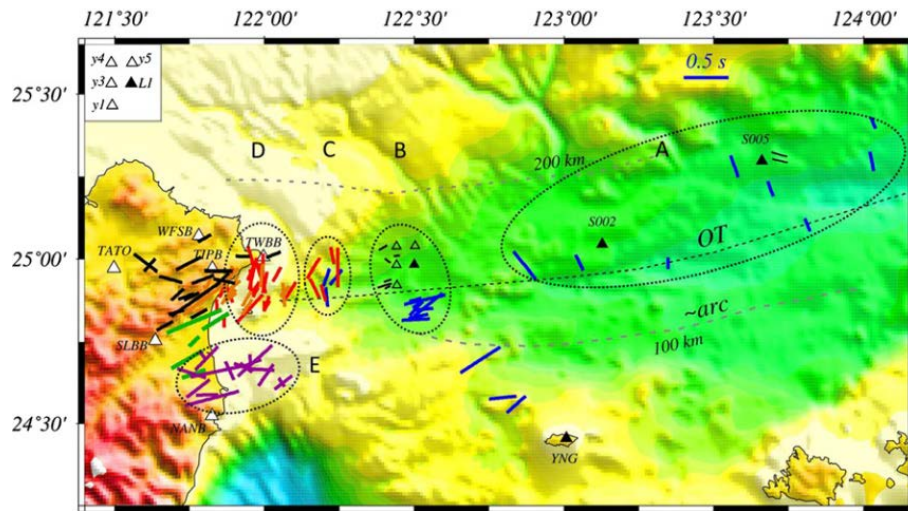 121°30' 122°00' 122°30' 123°00' 123°30' 124°00'
y4 y5
y3 L1
y1
0.5 s
25°30'
D C B A
S005
200 km
WFSB
TWBB
S002
OT
TATO
TIPB
25°00'
~arc
SLBB
100 km
E
24°30'
NANB
YNG